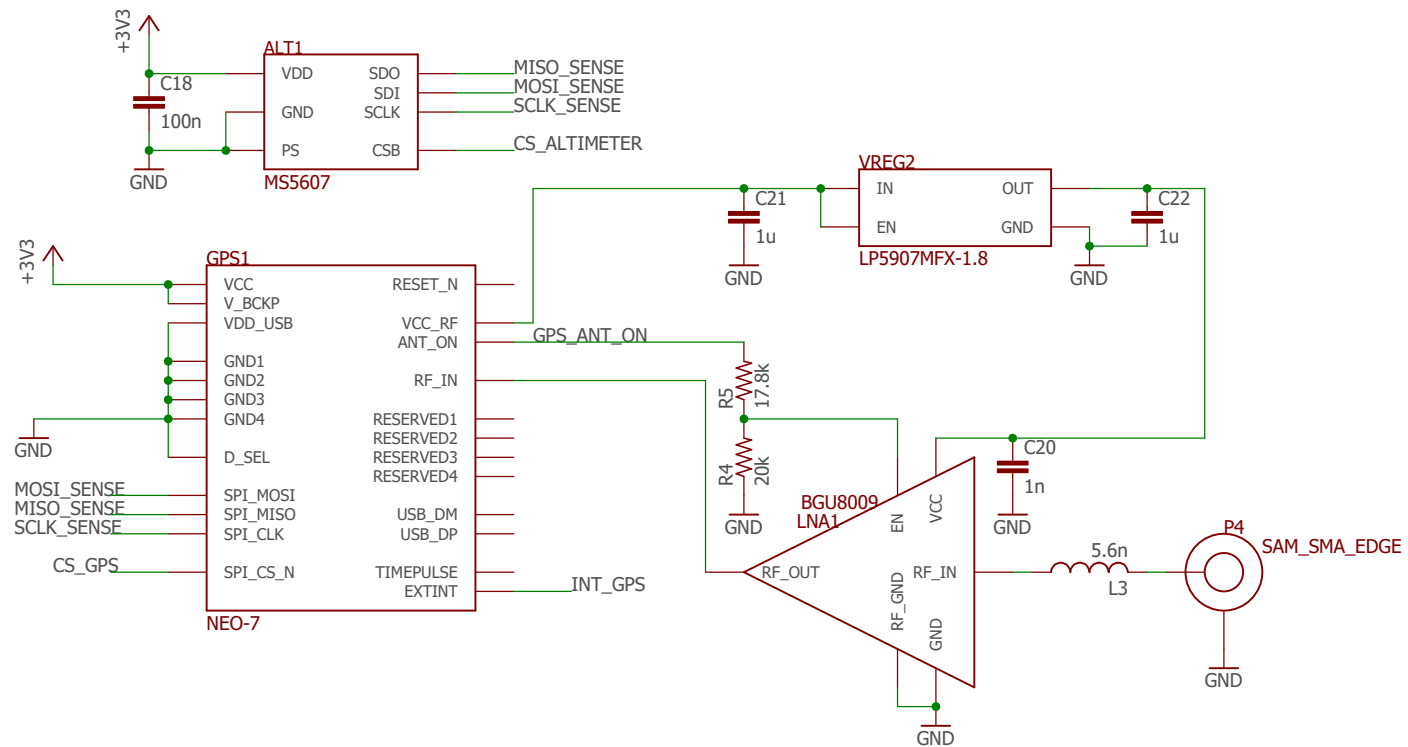 +3V3
ALT1
C18
100n
GND
VDD
GND
PS
SDO
SDI
SCLK
CSB
MS5607
MISO_SENSE
MOSI_SENSE
SCLK_SENSE
CS_ALTIMETER
VREG2
IN
EN
OUT
GND
LP5907MFX-1.8
C21
1u
GND
C22
1u
GND
+3V3
GPS1
VCC
V_BCKP
VDD_USB
GND1
GND2
GND3
GND4
D_SEL
SPI_MOSI
SPI_MISO
SPI_CLK
SPI_CS_N
RESET_N
VCC_RF
ANT_ON
RF_IN
RESERVED1
RESERVED2
RESERVED3
RESERVED4
USB_DM
USB_DP
TIMEPULSE
EXTINT
NEO-7
GND
MOSI_SENSE
MISO_SENSE
SCLK_SENSE
CS_GPS
GPS_ANT_ON
INT_GPS
R5
17.8k
R4
20k
GND
C20
1n
GND
BGU8009
LNA1
EN
VCC
RF_OUT
RF_IN
RF_GND
GND
GND
5.6n
L3
P4
SAM_SMA_EDGE
GND